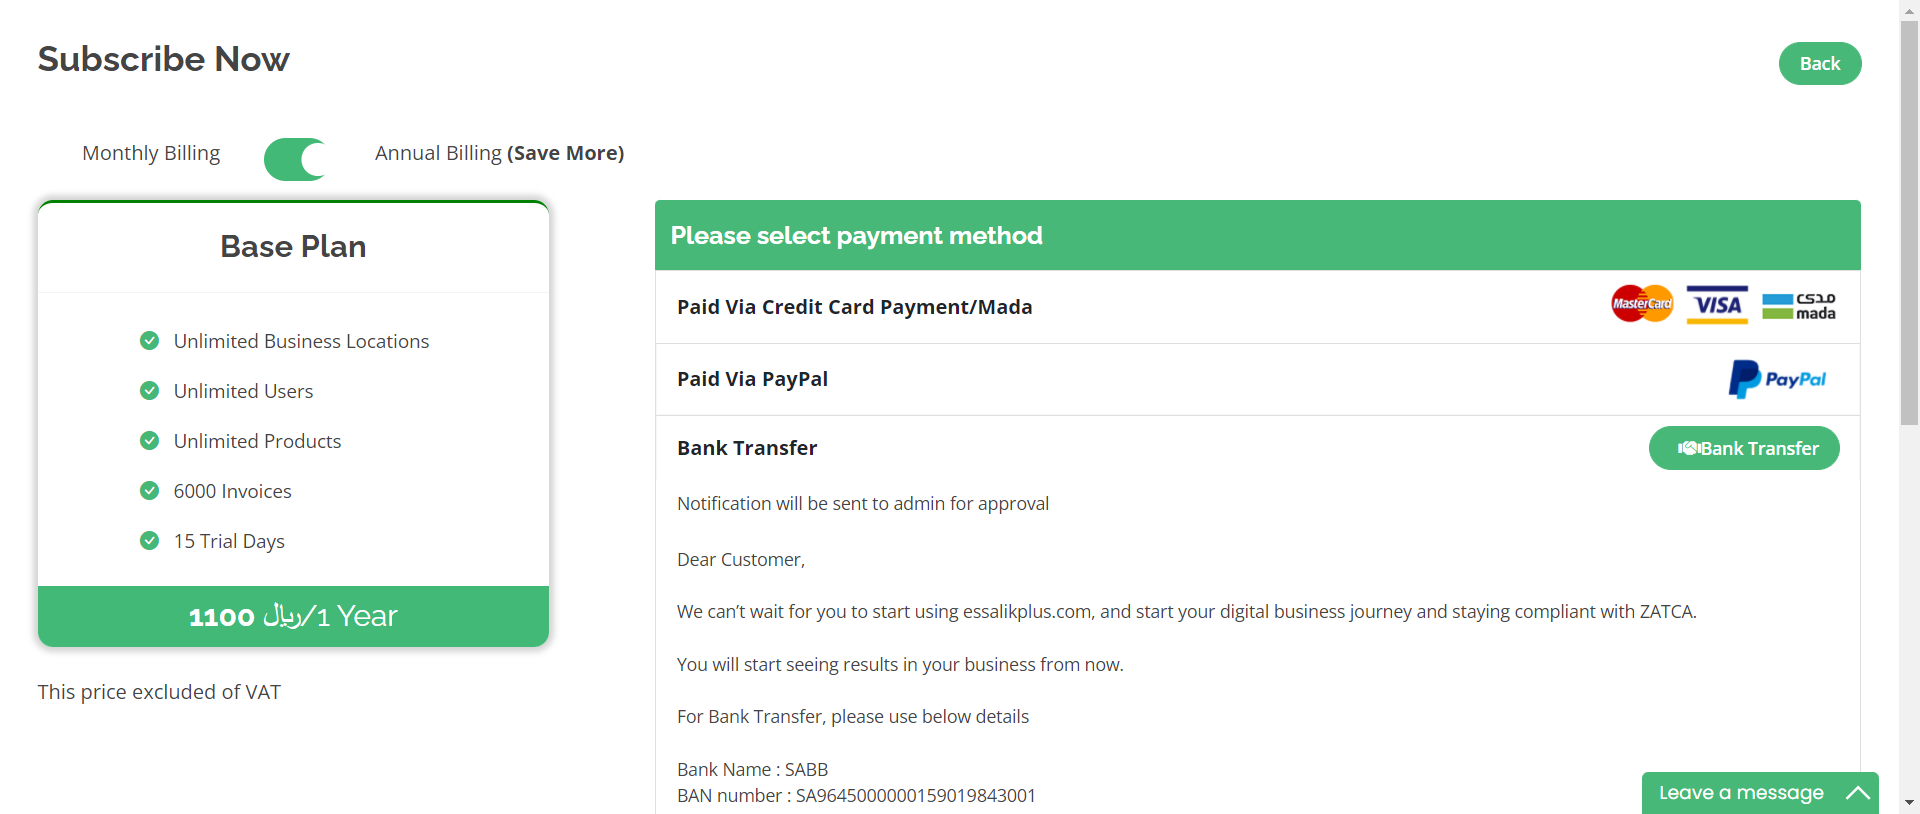 Subscribe Now
Back
Monthly Billing
Annual Billing (Save More)
Base Plan
Unlimited Business Locations
Unlimited Users
Unlimited Products
6000 Invoices
15 Trial Days
1100 ريال/1 Year
This price excluded of VAT
Please select payment method
Paid Via Credit Card Payment/Mada
MasterCard
VISA
مدى
mada
Paid Via PayPal
PayPal
Bank Transfer
Bank Transfer
Notification will be sent to admin for approval
Dear Customer,
We can’t wait for you to start using essalikplus.com, and start your digital business journey and staying compliant with ZATCA.
You will start seeing results in your business from now.
For Bank Transfer, please use below details
Bank Name : SABB
BAN number : SA9645000000159019843001
Leave a message